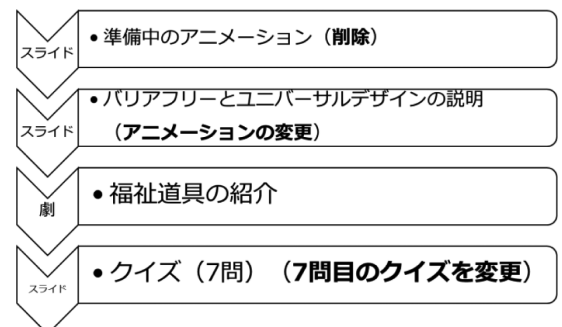 スライド
• 準備中のアニメーション（削除）
スライド
• バリアフリーとユニバーサルデザインの説明
（アニメーションの変更）
劇
• 福祉道具の紹介
スライド
• クイズ（7問）（7問目のクイズを変更）